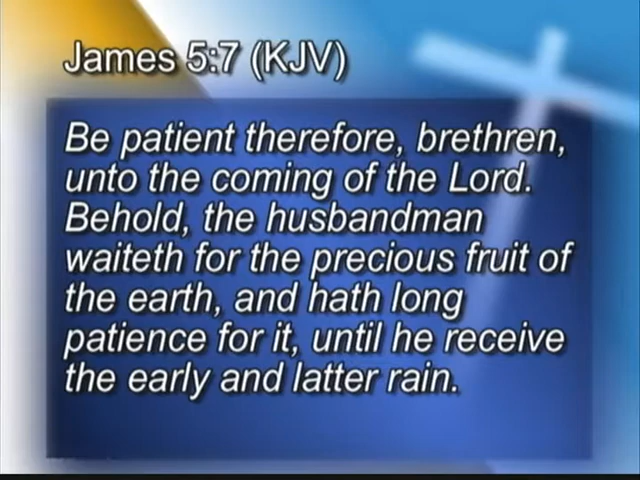 James 5:7 (KJV)
Be patient therefore, brethren,
unto the coming of the Lord.
Behold, the husbandman
waiteth for the precious fruit of
the earth, and hath long
patience for it, until he receive
the early and latter rain.